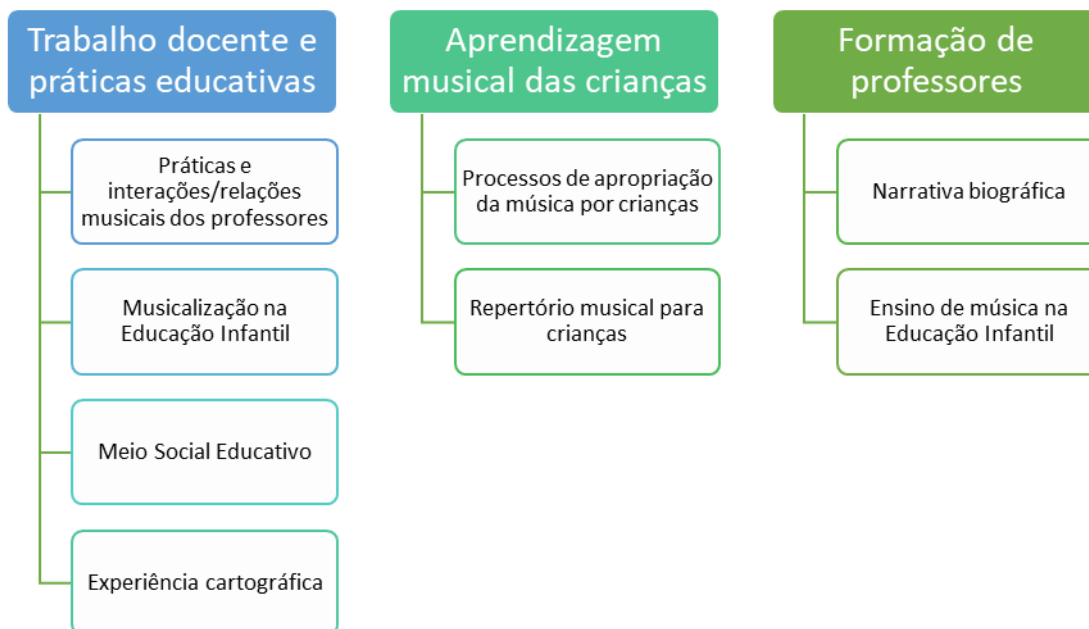 Trabalho docente e
práticas educativas
Práticas e
interações/relações
musicais dos professores
Musicalização na
Educação Infantil
Meio Social Educativo
Experiência cartográfica
Aprendizagem
musical das crianças
Processos de apropriação
da música por crianças
Repertório musical para
crianças
Formação de
professores
Narrativa biográfica
Ensino de música na
Educação Infantil